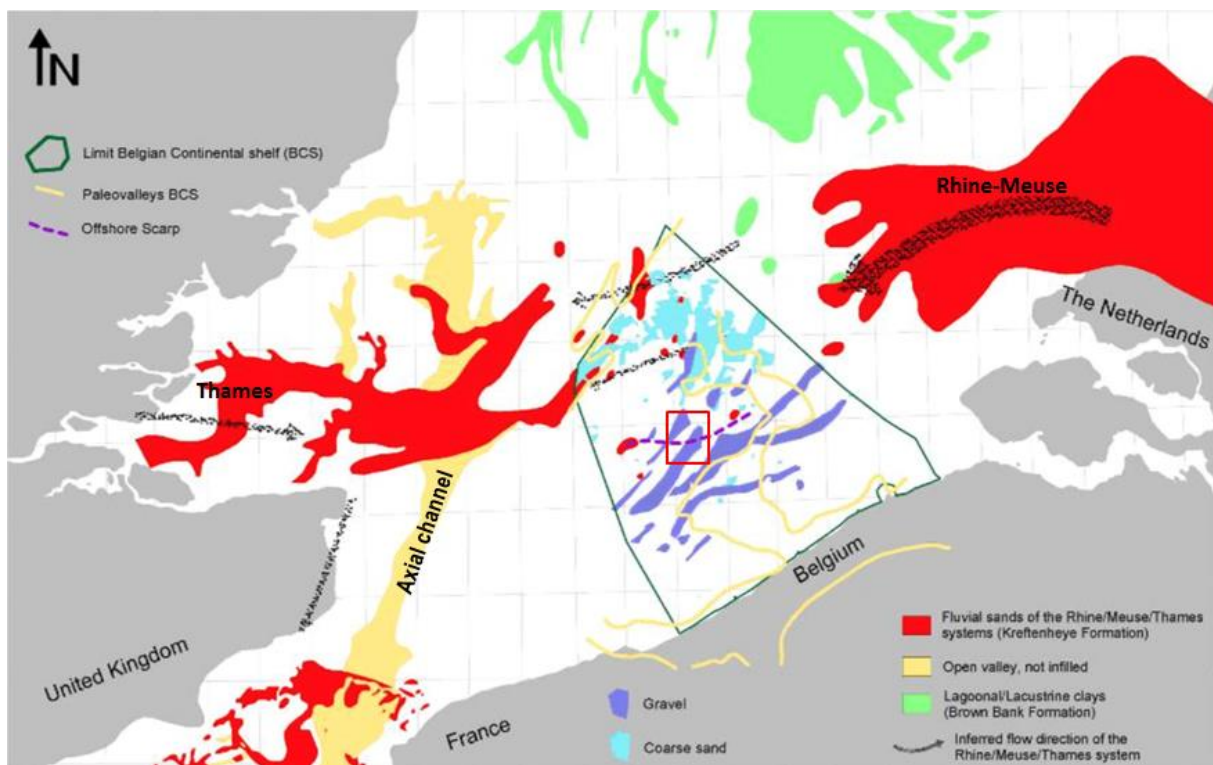 N
Limit Belgian Continental shelf (BCS)
Paleovalleys BCS
Offshore Scarp
Rhine-Meuse
The Netherlands
Thames
Axial channel
Belgium
United Kingdom
France
Gravel
Coarse sand
Fluvial sands of the Rhine/Meuse/Thames
systems (Kreftenheye Formation)
Open valley, not infilled
Lagoonal/Lacustrine clays
(Brown Bank Formation)
Inferred flow direction of the
Rhine/Meuse/Thames system